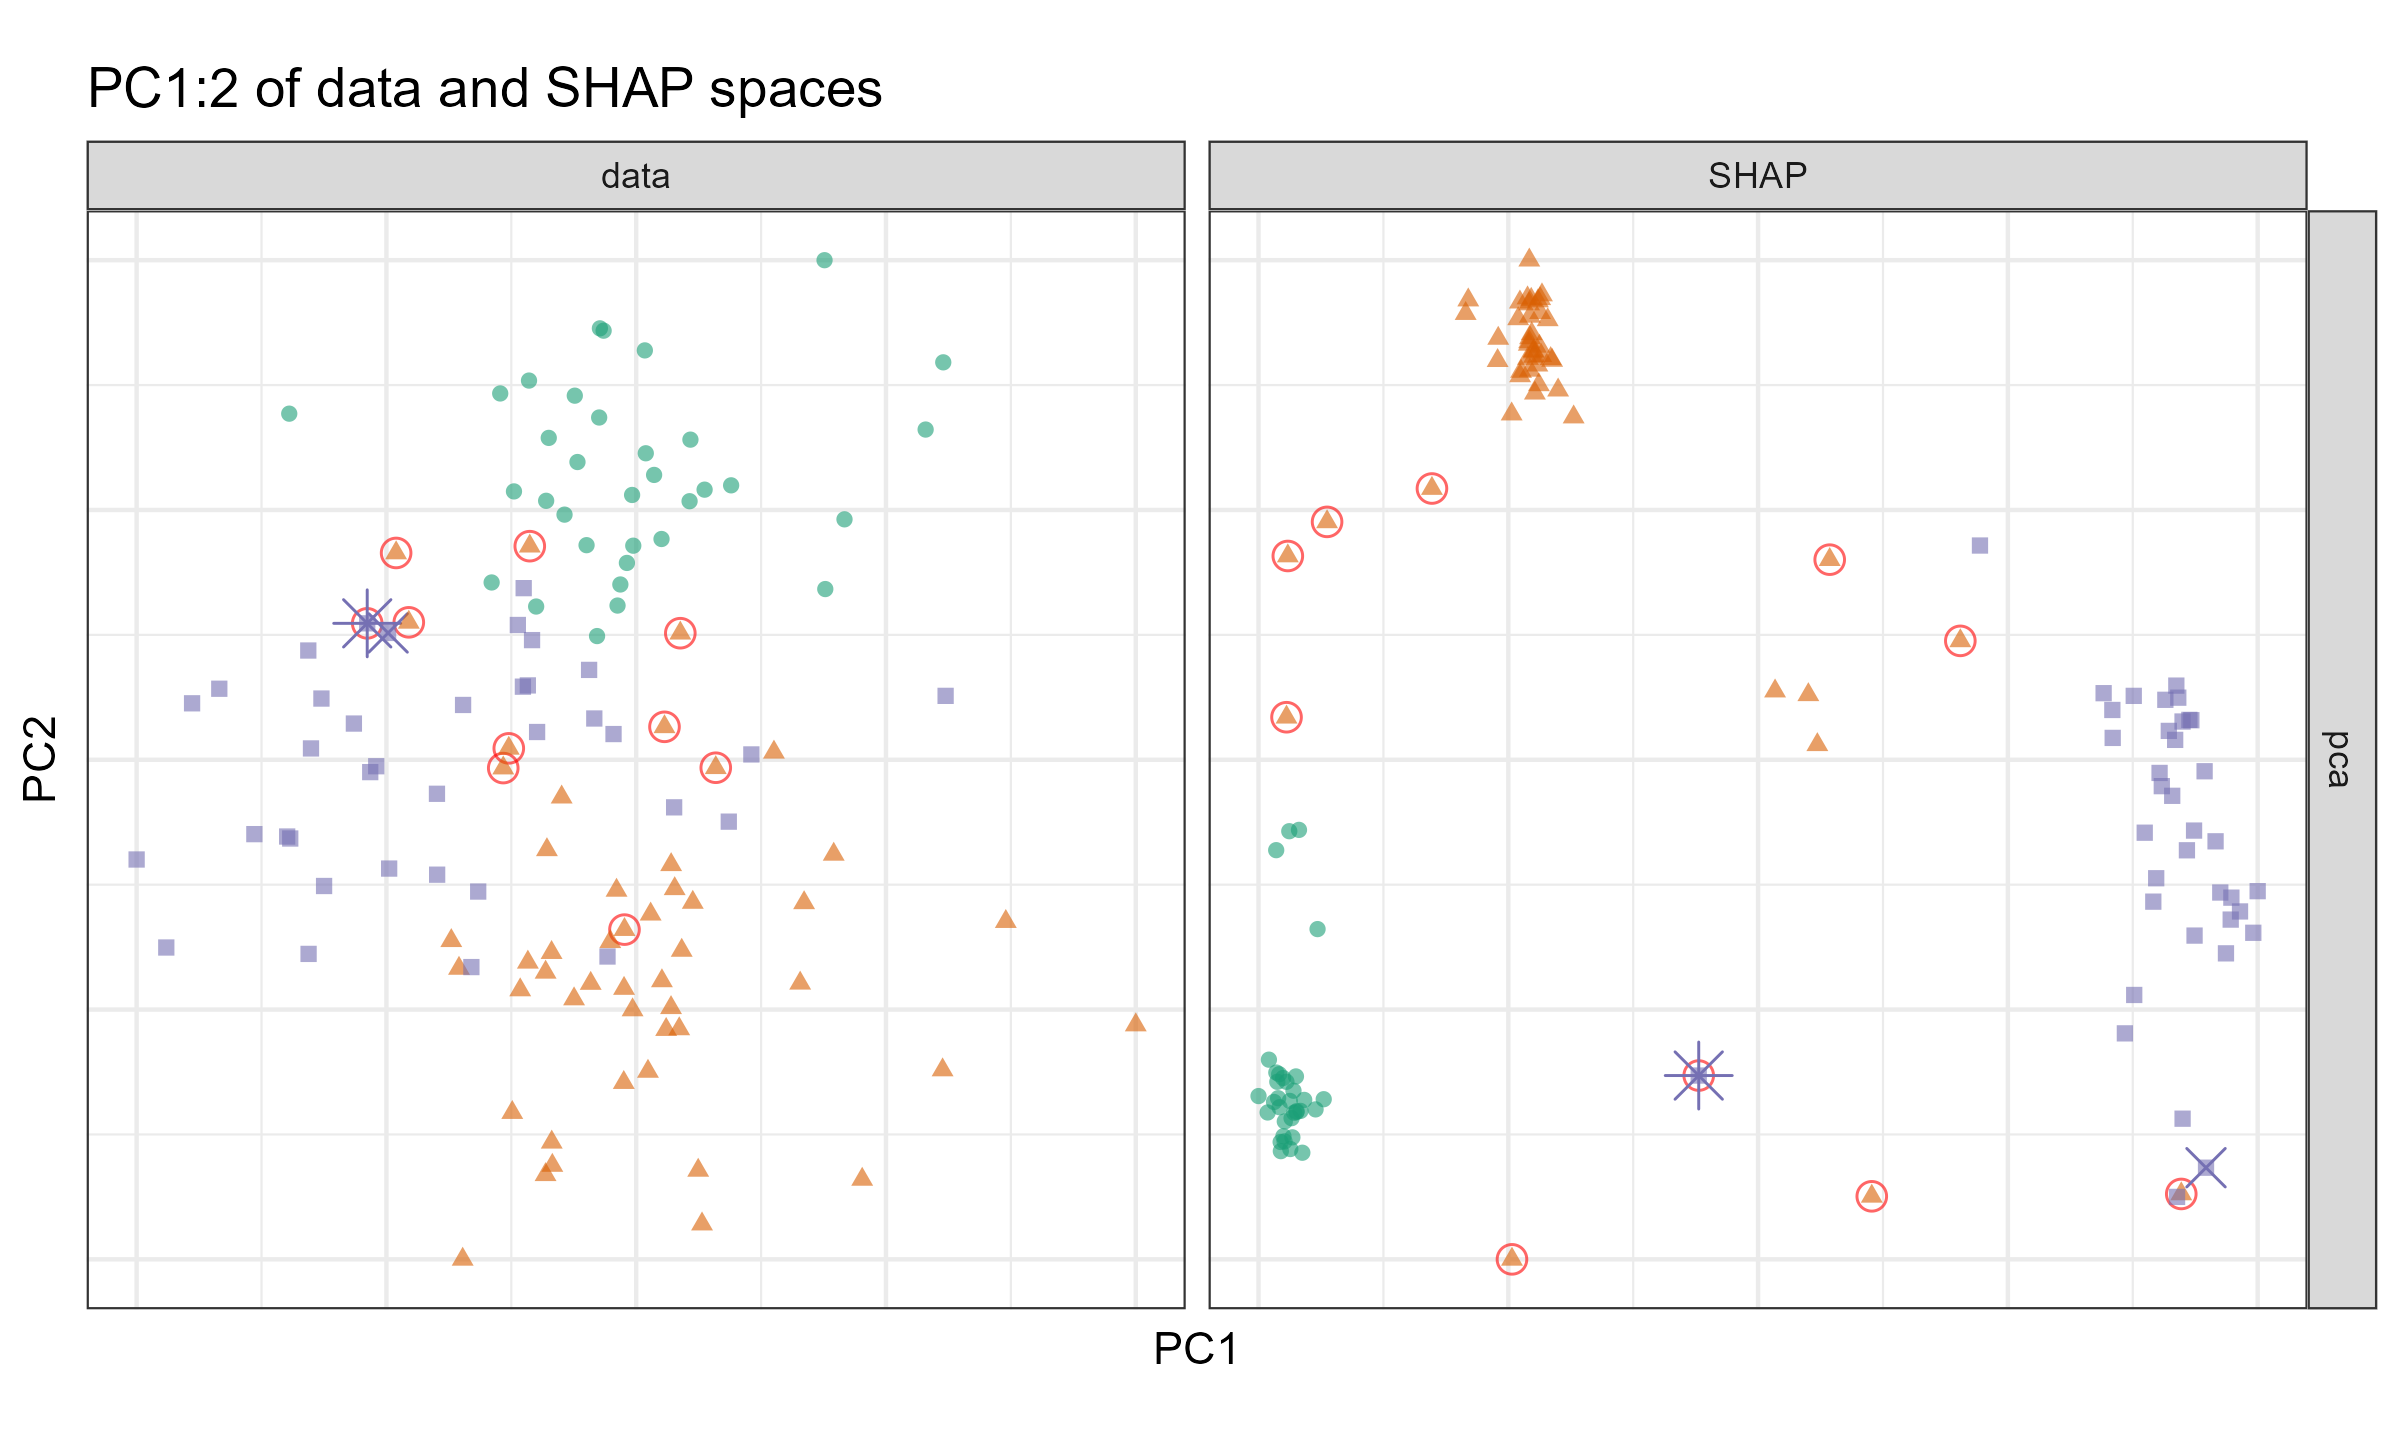 PC1:2 of data and SHAP spaces
data
SHAP
PC2
pca
PC1